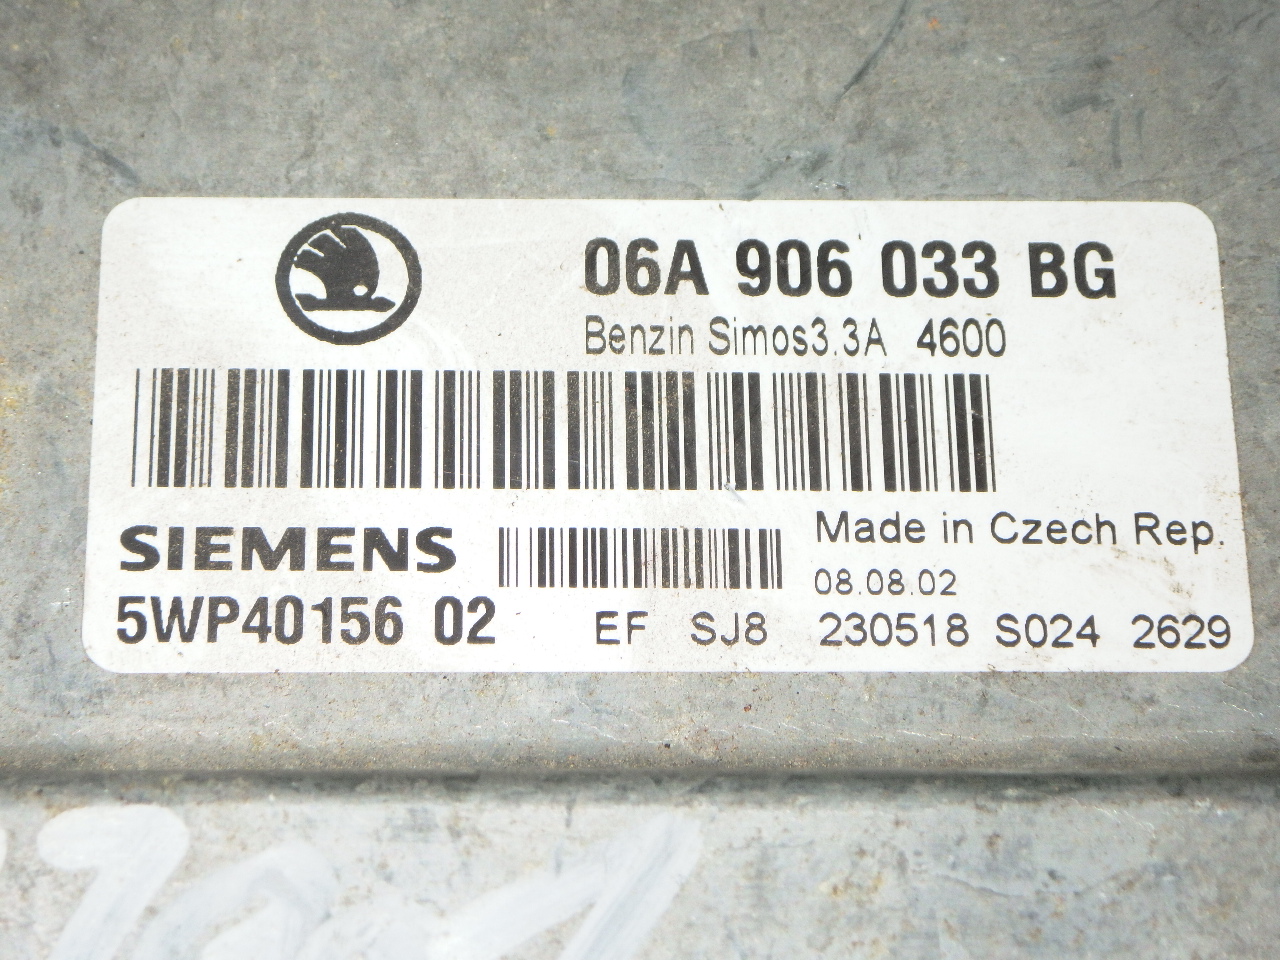 06A 906 033 BG
Benzin Simos3.3A 4600
SIEMENS
Made in Czech Rep.
08.08.02
5WP40156 02
EF SJ8 230518 S024 2629